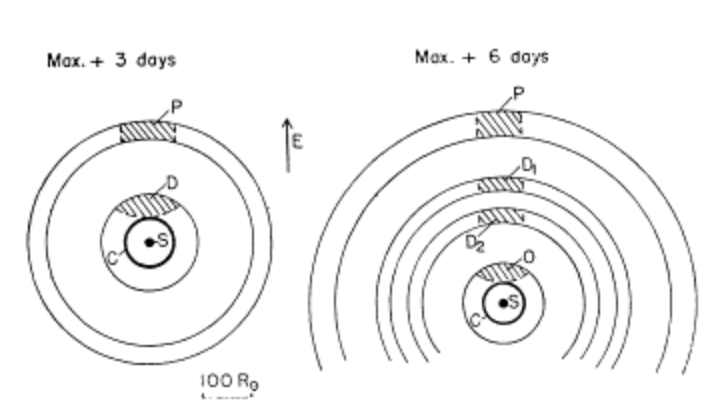 Max. + 3 days
P
D
S
C
E
100 R⊙
Max. + 6 days
P
D₁
D₂
O
S
C